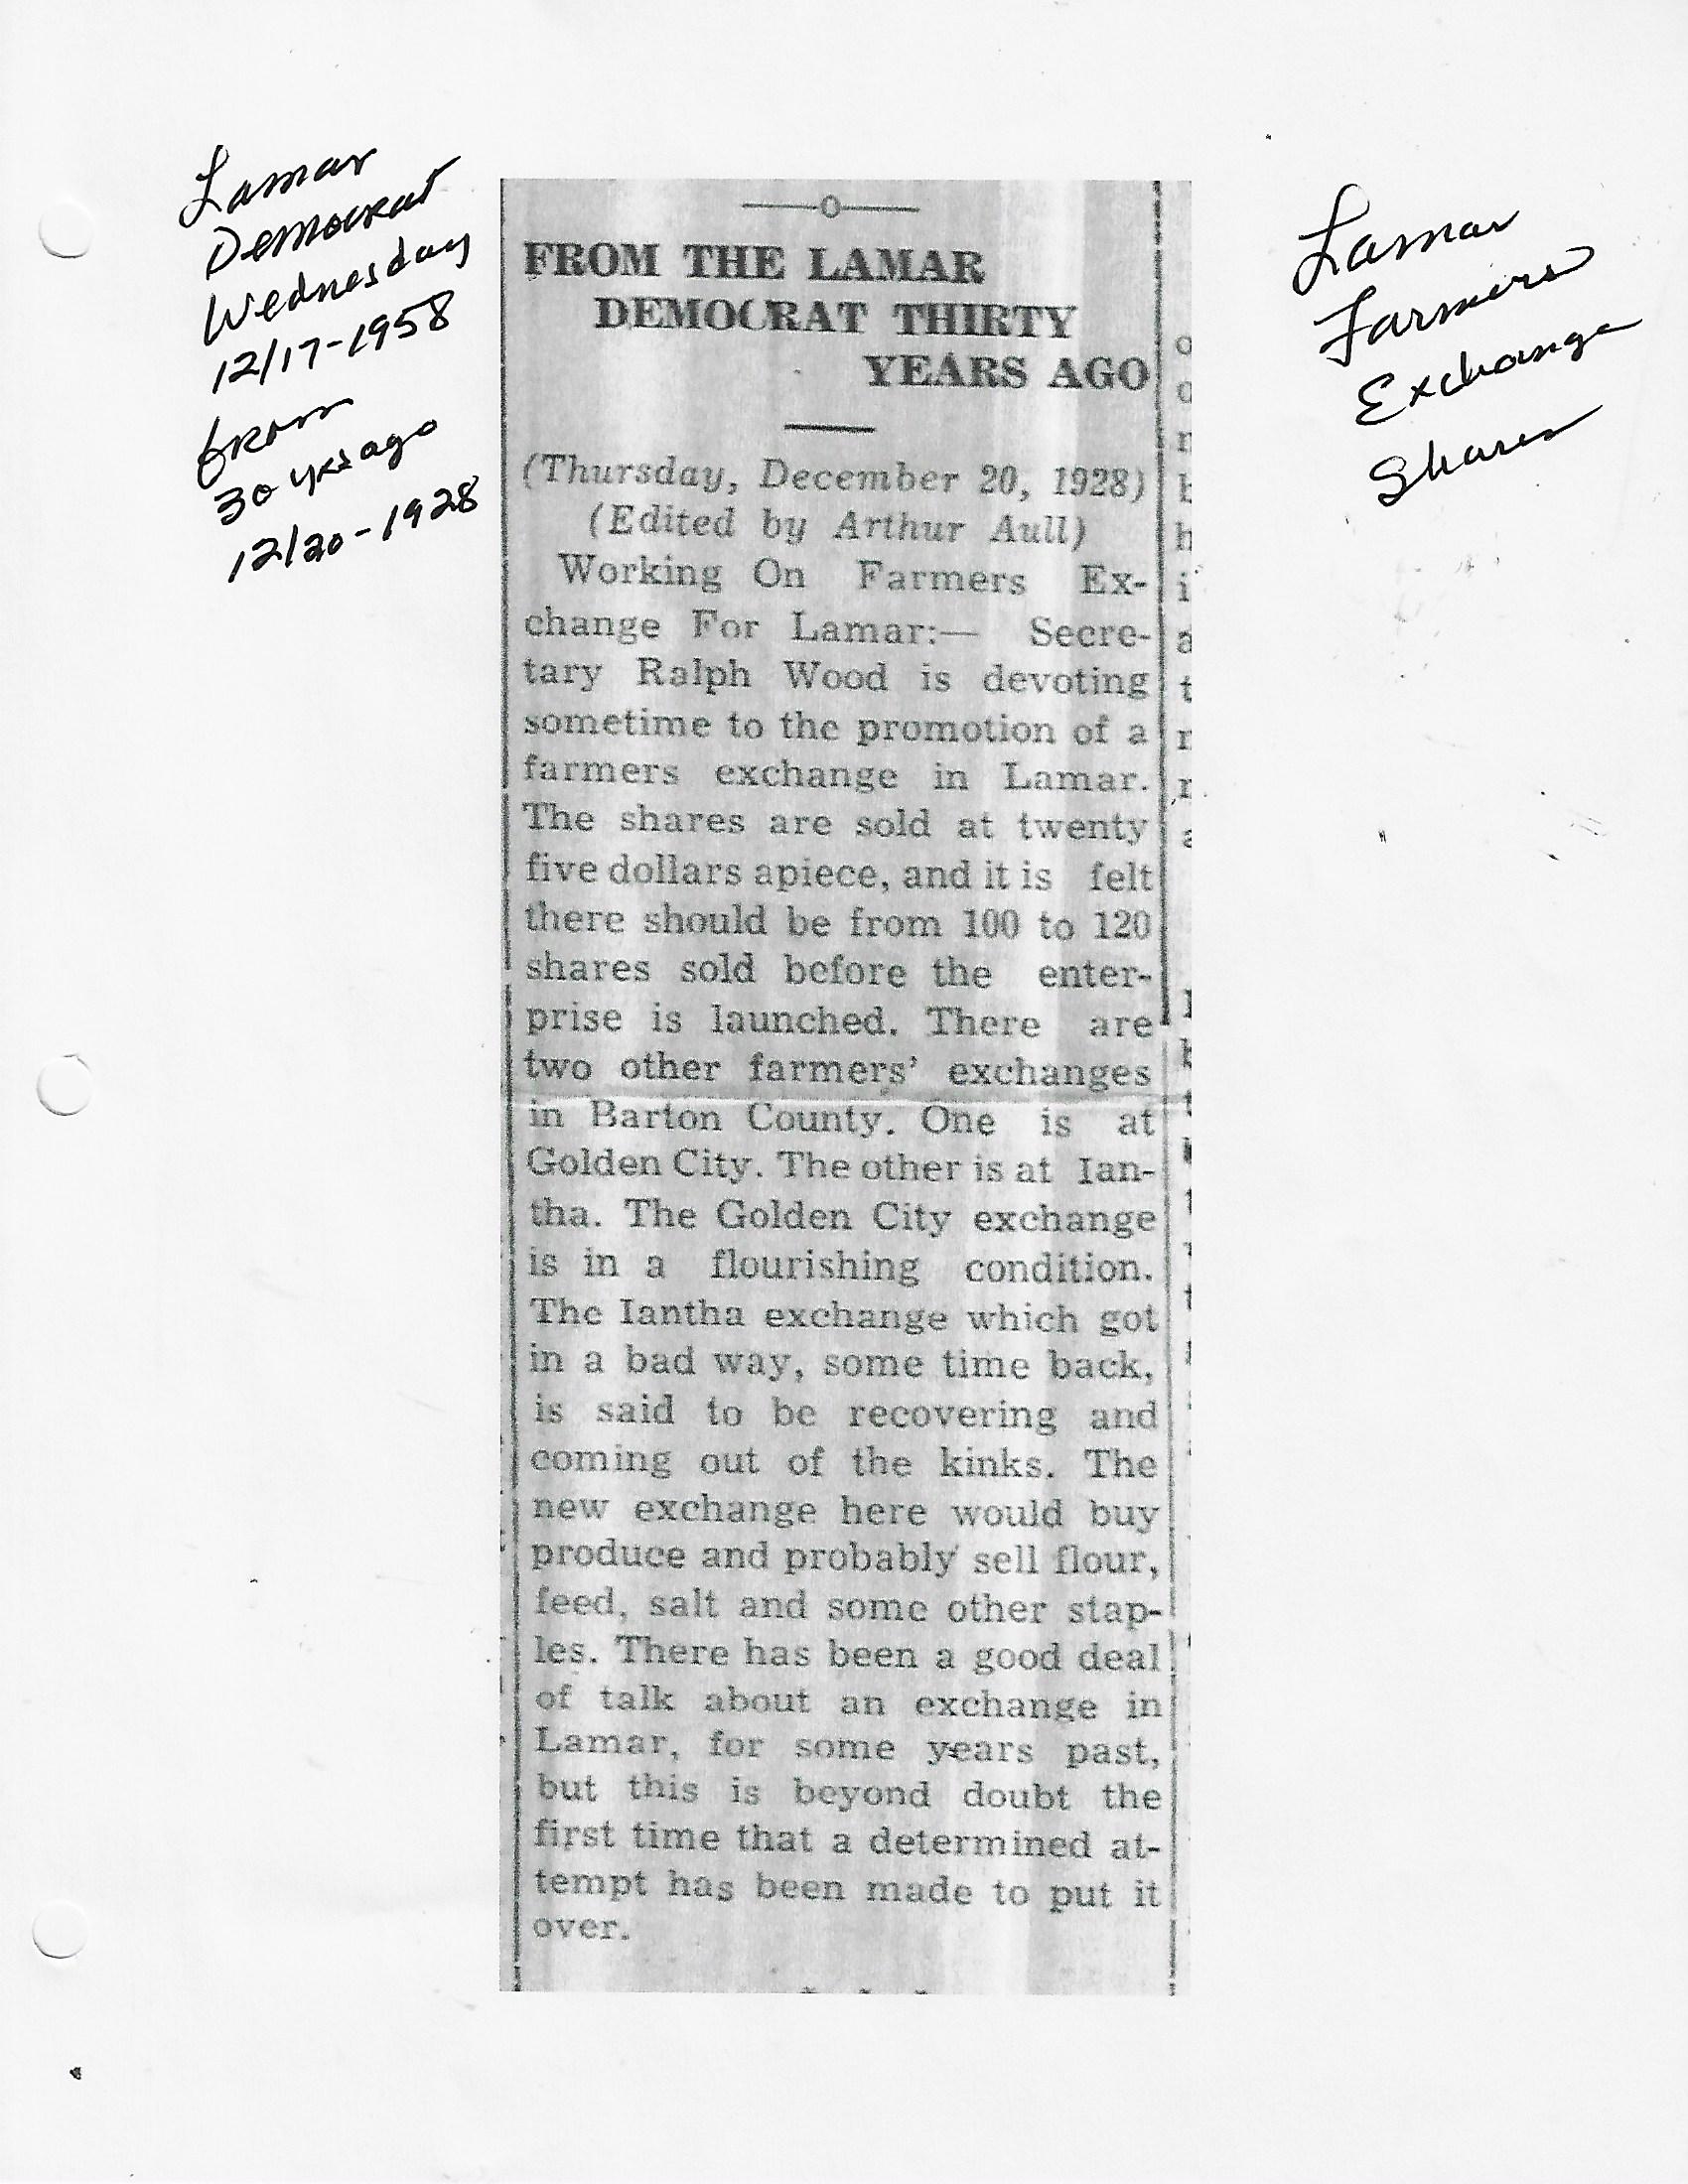 Lamar
Democrat
Wednesday
12/17-1958
from
30 yrs ago
12/20-1928
Lamar
Farmers
Exchange
Shares
—o—
FROM THE LAMAR
DEMOCRAT THIRTY
YEARS AGO
(Thursday, December 20, 1928)
(Edited by Arthur Aull)
Working On Farmers Ex-
change For Lamar:— Secre-
tary Ralph Wood is devoting
sometime to the promotion of a
farmers exchange in Lamar.
The shares are sold at twenty
five dollars apiece, and it is felt
there should be from 100 to 120
shares sold before the enter-
prise is launched. There are
two other farmers' exchanges
in Barton County. One is at
Golden City. The other is at Ian-
tha. The Golden City exchange
is in a flourishing condition.
The Iantha exchange which got
in a bad way, some time back,
is said to be recovering and
coming out of the kinks. The
new exchange here would buy
produce and probably sell flour,
feed, salt and some other stap-
les. There has been a good deal
of talk about an exchange in
Lamar, for some years past,
but this is beyond doubt the
first time that a determined at-
tempt has been made to put it
over.